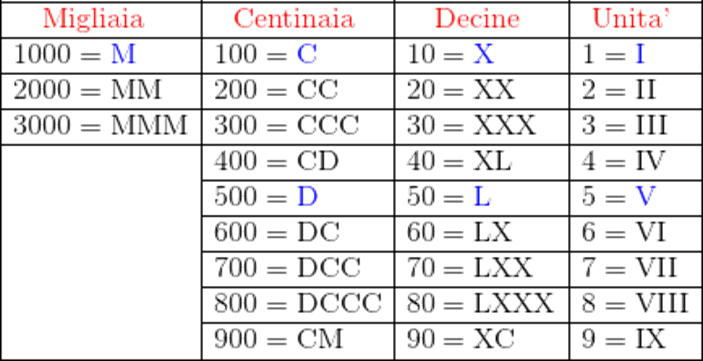 Migliaia Centinaia Decine Unita'
1000 = M 100 = C 10 = X 1 = I
2000 = MM 200 = CC 20 = XX 2 = II
3000 = MMM 300 = CCC 30 = XXX 3 = III
400 = CD 40 = XL 4 = IV
500 = D 50 = L 5 = V
600 = DC 60 = LX 6 = VI
700 = DCC 70 = LXX 7 = VII
800 = DCCC 80 = LXXX 8 = VIII
900 = CM 90 = XC 9 = IX